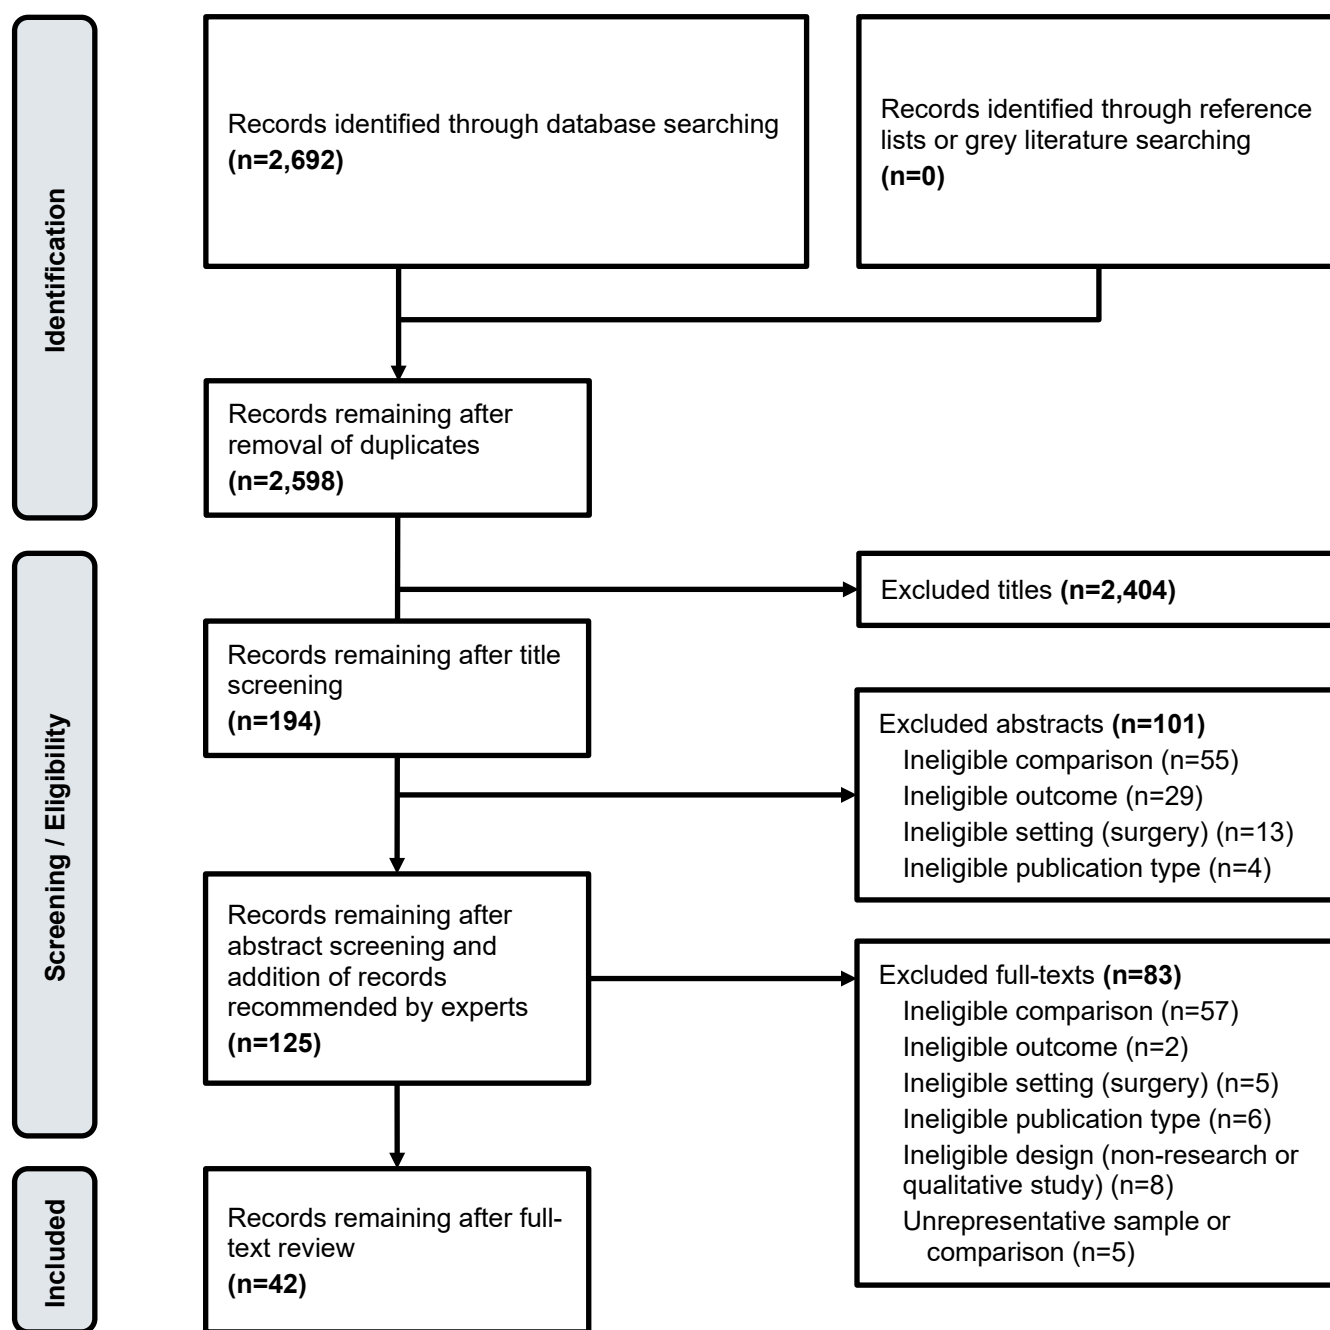 Identification
Records identified through database searching
(n=2,692)
Records identified through reference
lists or grey literature searching
(n=0)
Records remaining after
removal of duplicates
(n=2,598)
Screening / Eligibility
Excluded titles (n=2,404)
Records remaining after title
screening
(n=194)
Excluded abstracts (n=101)
Ineligible comparison (n=55)
Ineligible outcome (n=29)
Ineligible setting (surgery) (n=13)
Ineligible publication type (n=4)
Records remaining after
abstract screening and
addition of records
recommended by experts
(n=125)
Excluded full-texts (n=83)
Ineligible comparison (n=57)
Ineligible outcome (n=2)
Ineligible setting (surgery) (n=5)
Ineligible publication type (n=6)
Ineligible design (non-research or
qualitative study) (n=8)
Unrepresentative sample or
comparison (n=5)
Included
Records remaining after full-
text review
(n=42)